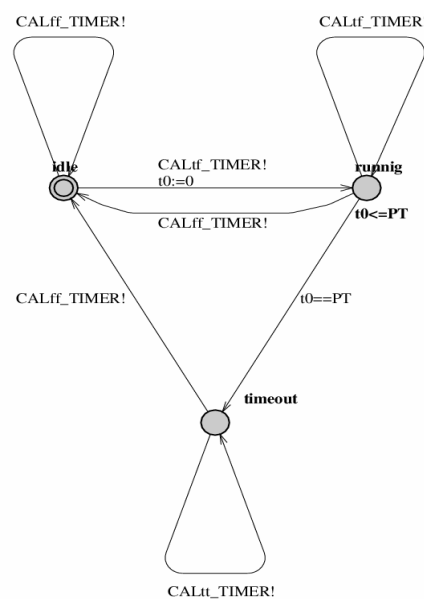 CALff_TIMER!
CALtf_TIMER!
idle
runnig
CALtf_TIMER!
t0:=0
t0<=PT
CALff_TIMER!
CALff_TIMER!
t0==PT
timeout
CALtt_TIMER!